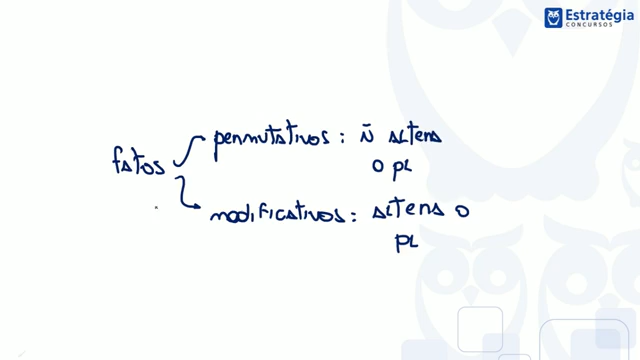 Estratégia
CONCURSOS
permutativos: ñ altera
fatos
o pl
modificativos: altera o
pl